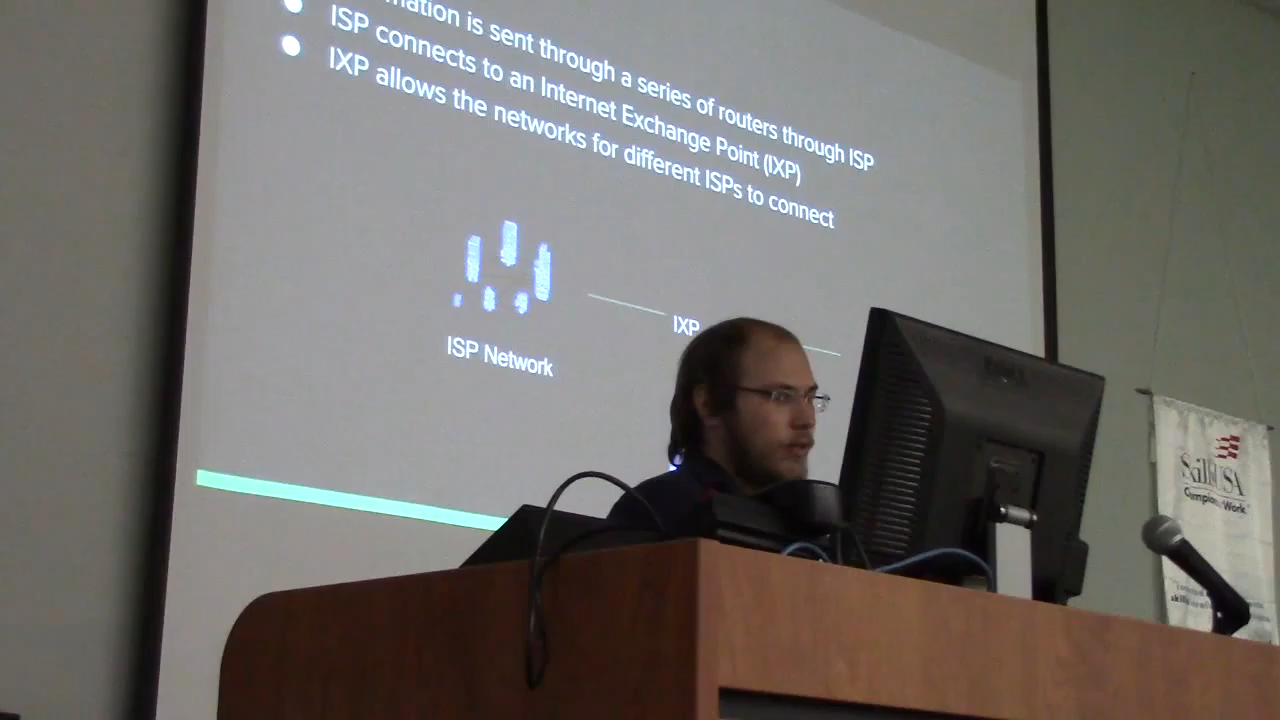 mation is sent through a series of routers through ISP
ISP connects to an Internet Exchange Point (IXP)
IXP allows the networks for different ISPs to connect
IXP
ISP Network
SkillsUSA